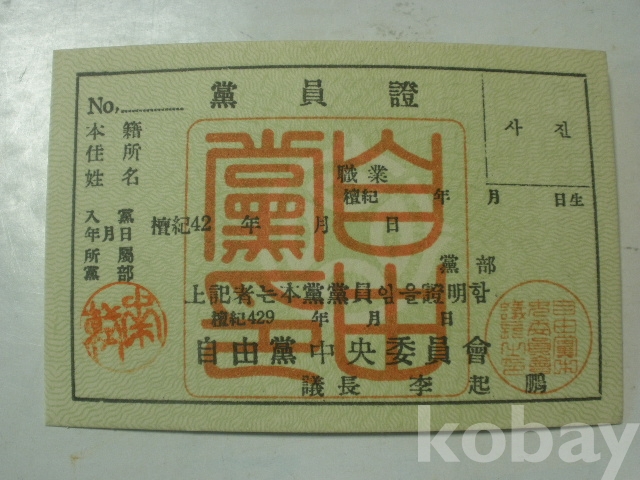 黨員證
No,
사진
本籍
住所
姓名
職業
檀紀 年 月 日生
入黨年月日
檀紀42 年 月 日
所屬黨部
黨部
上記者는本黨黨員임을證明함
檀紀429 年 月 日
自由黨中央委員會
議長 李起鵬
自由黨
kobay